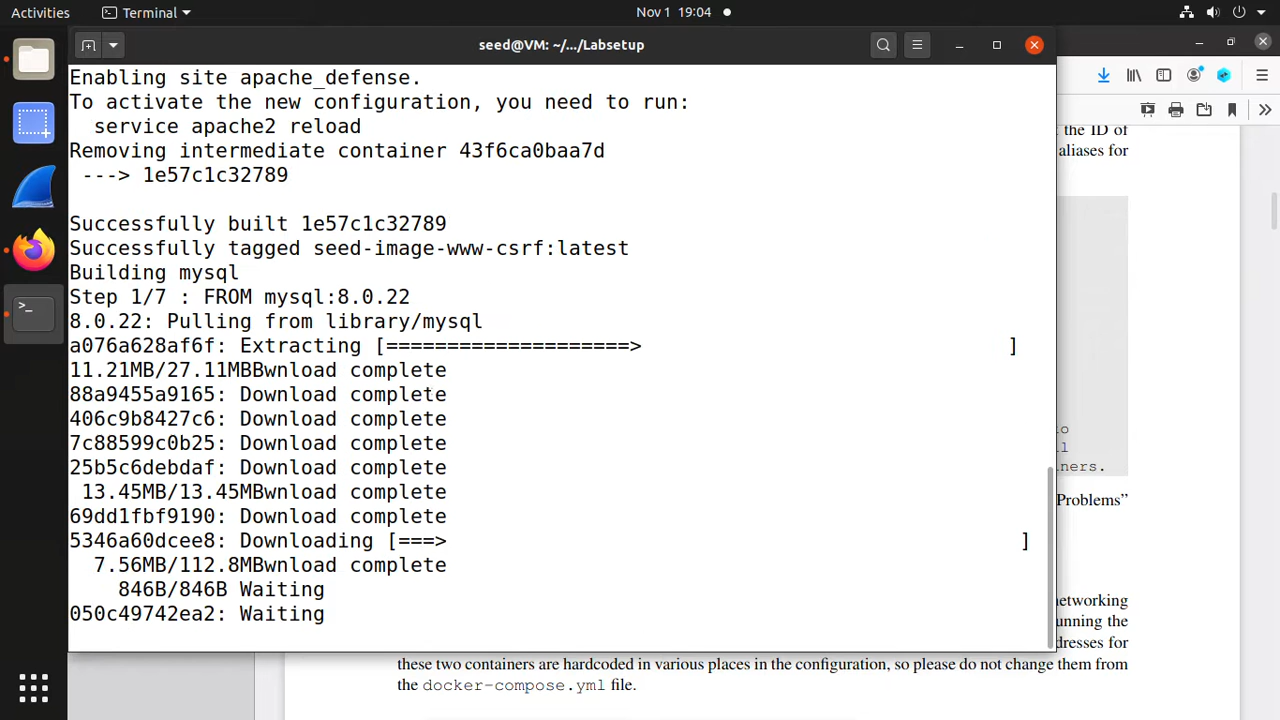 Activities
Terminal
Nov 1 19:04
seed@VM: ~/.../Labsetup
Enabling site apache_defense.
To activate the new configuration, you need to run:
service apache2 reload
Removing intermediate container 43f6ca0baa7d
---> 1e57c1c32789
Successfully built 1e57c1c32789
Successfully tagged seed-image-www-csrf:latest
Building mysql
Step 1/7 : FROM mysql:8.0.22
8.0.22: Pulling from library/mysql
a076a628af6f: Extracting [====================> ]
11.21MB/27.11MBBwnload complete
88a9455a9165: Download complete
406c9b8427c6: Download complete
7c88599c0b25: Download complete
25b5c6debdaf: Download complete
13.45MB/13.45MBwnload complete
69dd1fbf9190: Download complete
5346a60dcee8: Downloading [===> ]
7.56MB/112.8MBwnload complete
846B/846B Waiting
050c49742ea2: Waiting
the ID of
aliases for
ners.
Problems”
etworking
unning the
dresses for
these two containers are hardcoded in various places in the configuration, so please do not change them from
the docker-compose.yml file.